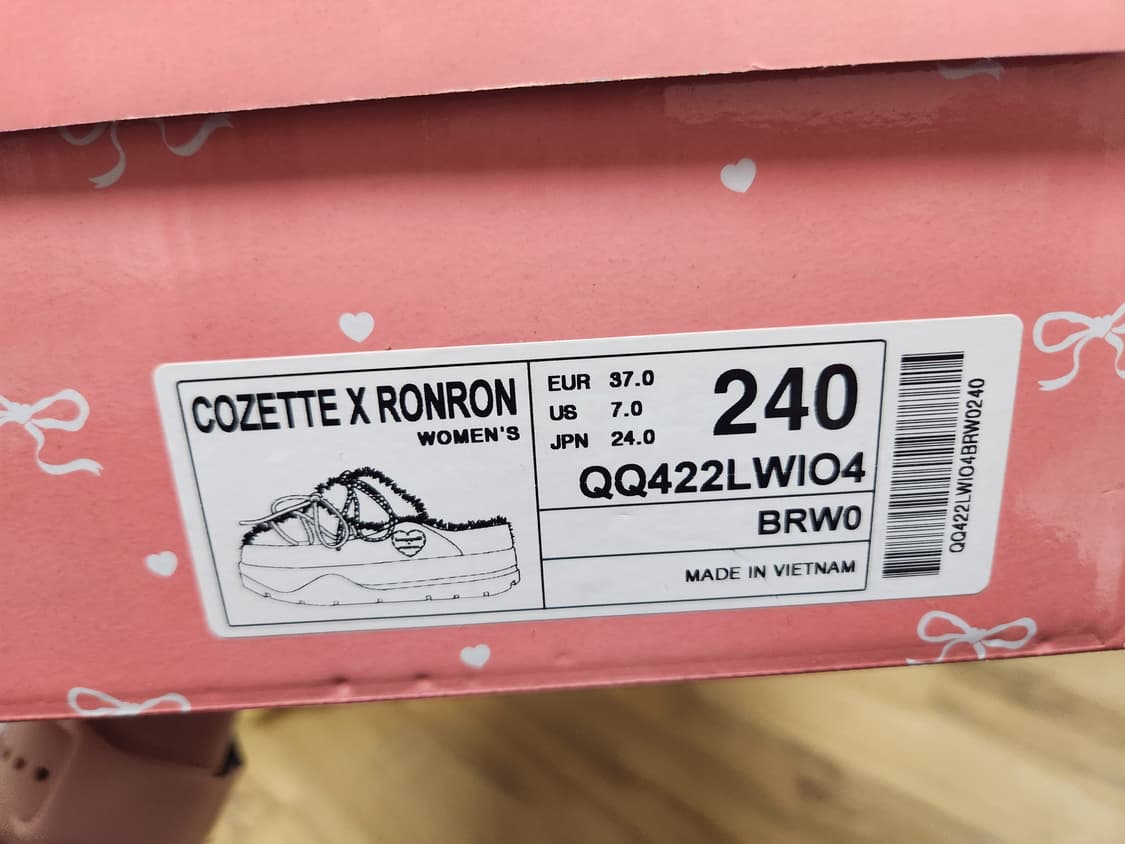 COZETTE X RONRON
WOMEN'S
EUR 37.0
US 7.0
JPN 24.0
240
QQ422LWIO4
BRW0
MADE IN VIETNAM
QQ422LWIO4BRW0240